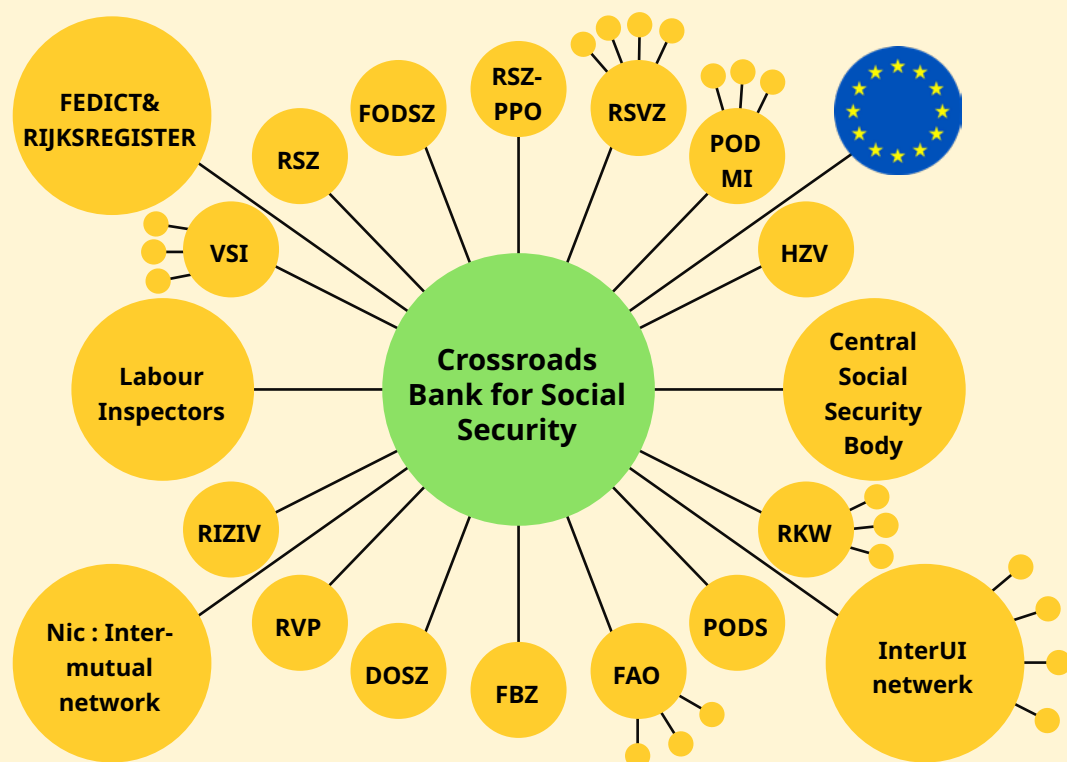 FEDICT&
RIJKSREGISTER
RSZ
FODSZ
RSZ-
PPO
RSVZ
POD
MI
VSI
HZV
Labour
Inspectors
Crossroads
Bank for Social
Security
Central
Social
Security
Body
RIZIV
RKW
Nic : Inter-
mutual
network
RVP
DOSZ
FBZ
FAO
PODS
InterUI
netwerk